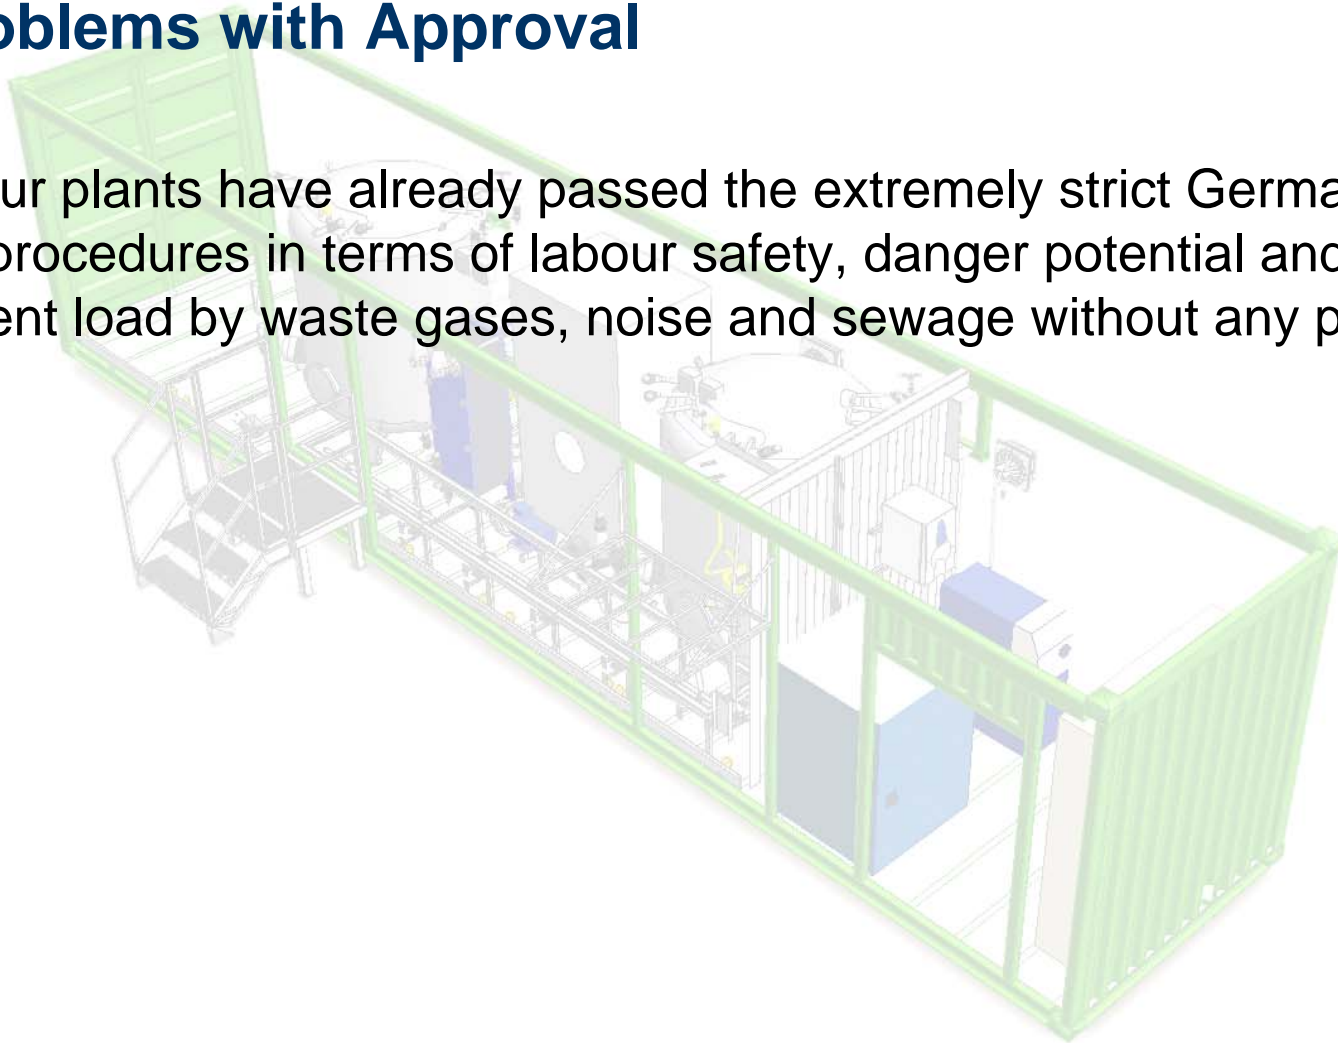 oblems with Approval
ur plants have already passed the extremely strict Germa
procedures in terms of labour safety, danger potential and
ent load by waste gases, noise and sewage without any p